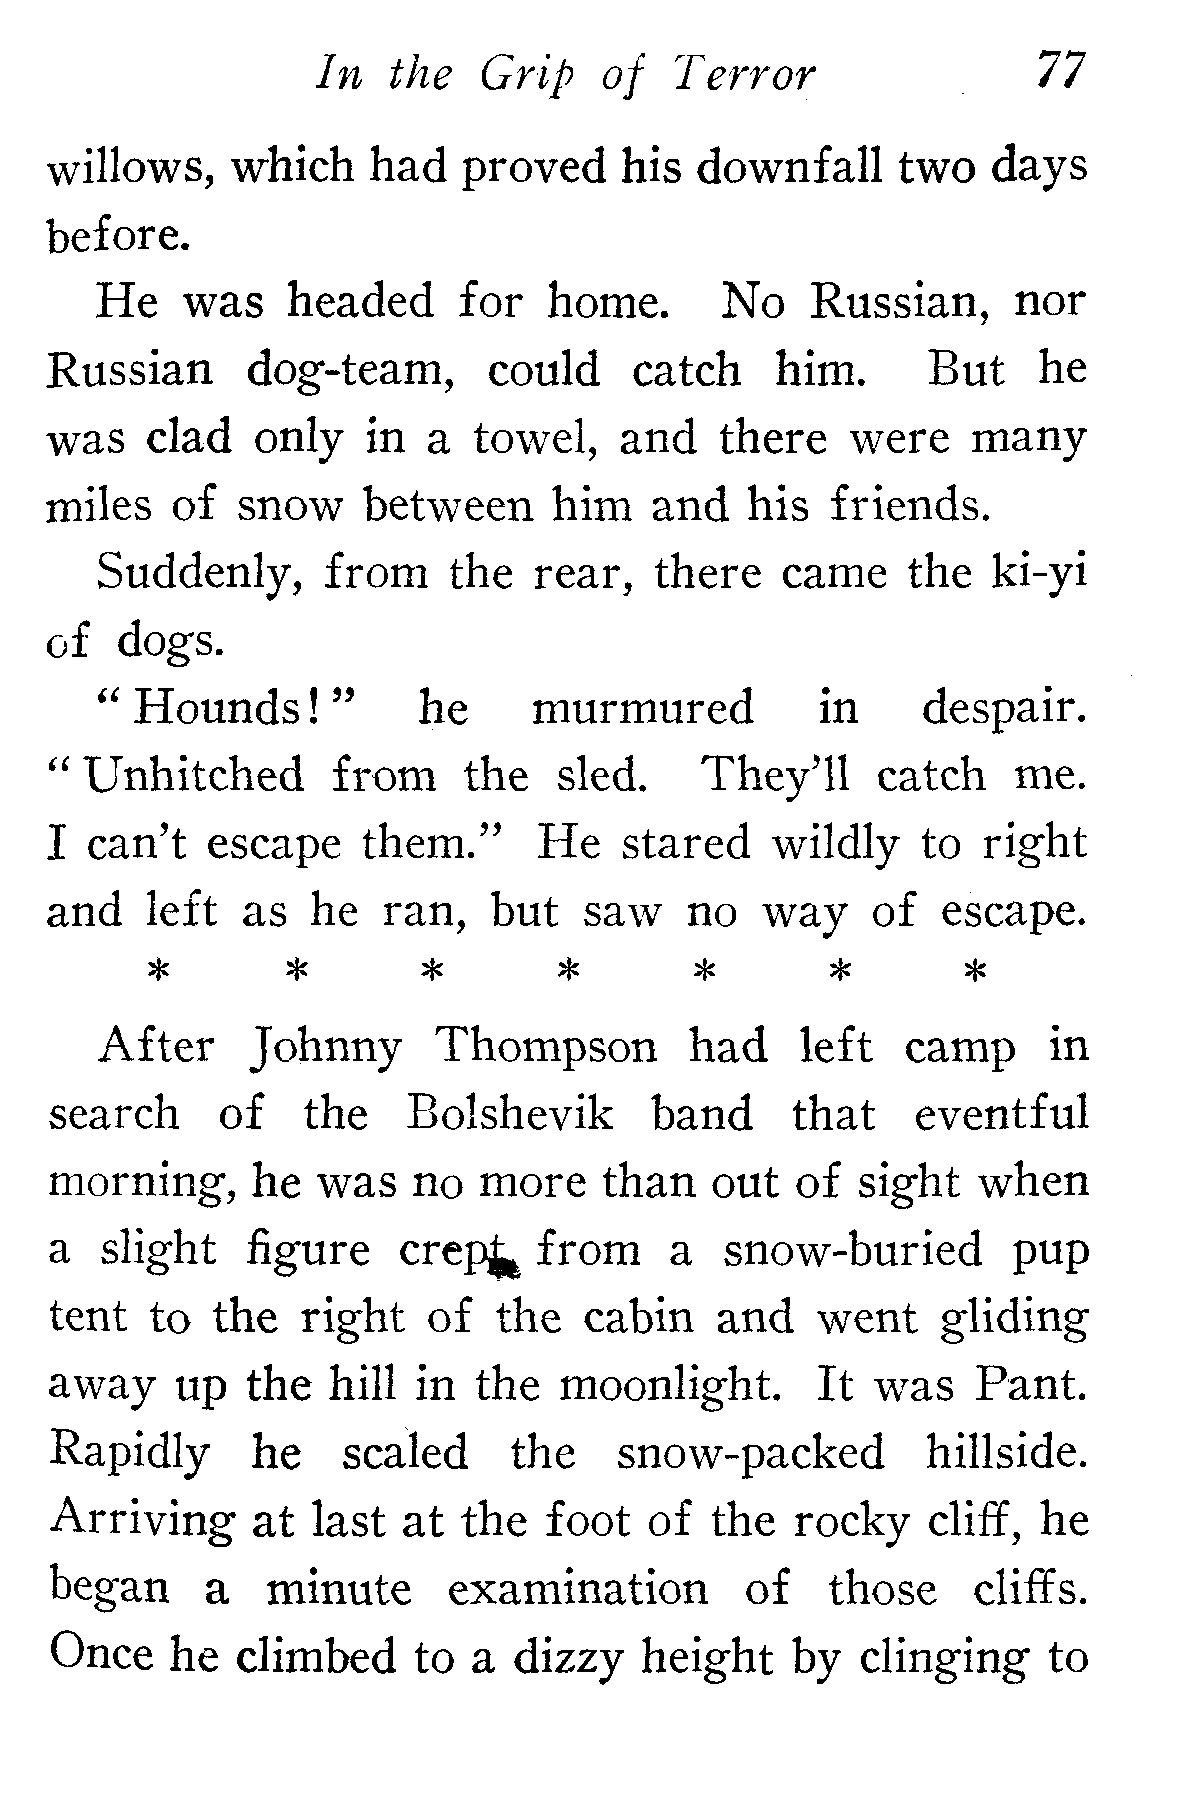 In the Grip of Terror 77
willows, which had proved his downfall two days
before.
He was headed for home. No Russian, nor
Russian dog-team, could catch him. But he
was clad only in a towel, and there were many
miles of snow between him and his friends.
Suddenly, from the rear, there came the ki-yi
of dogs.
“ Hounds! ” he murmured in despair.
“ Unhitched from the sled. They’ll catch me.
I can’t escape them.” He stared wildly to right
and left as he ran, but saw no way of escape.
* * * * * * *
After Johnny Thompson had left camp in
search of the Bolshevik band that eventful
morning, he was no more than out of sight when
a slight figure crept from a snow-buried pup
tent to the right of the cabin and went gliding
away up the hill in the moonlight. It was Pant.
Rapidly he scaled the snow-packed hillside.
Arriving at last at the foot of the rocky cliff, he
began a minute examination of those cliffs.
Once he climbed to a dizzy height by clinging to